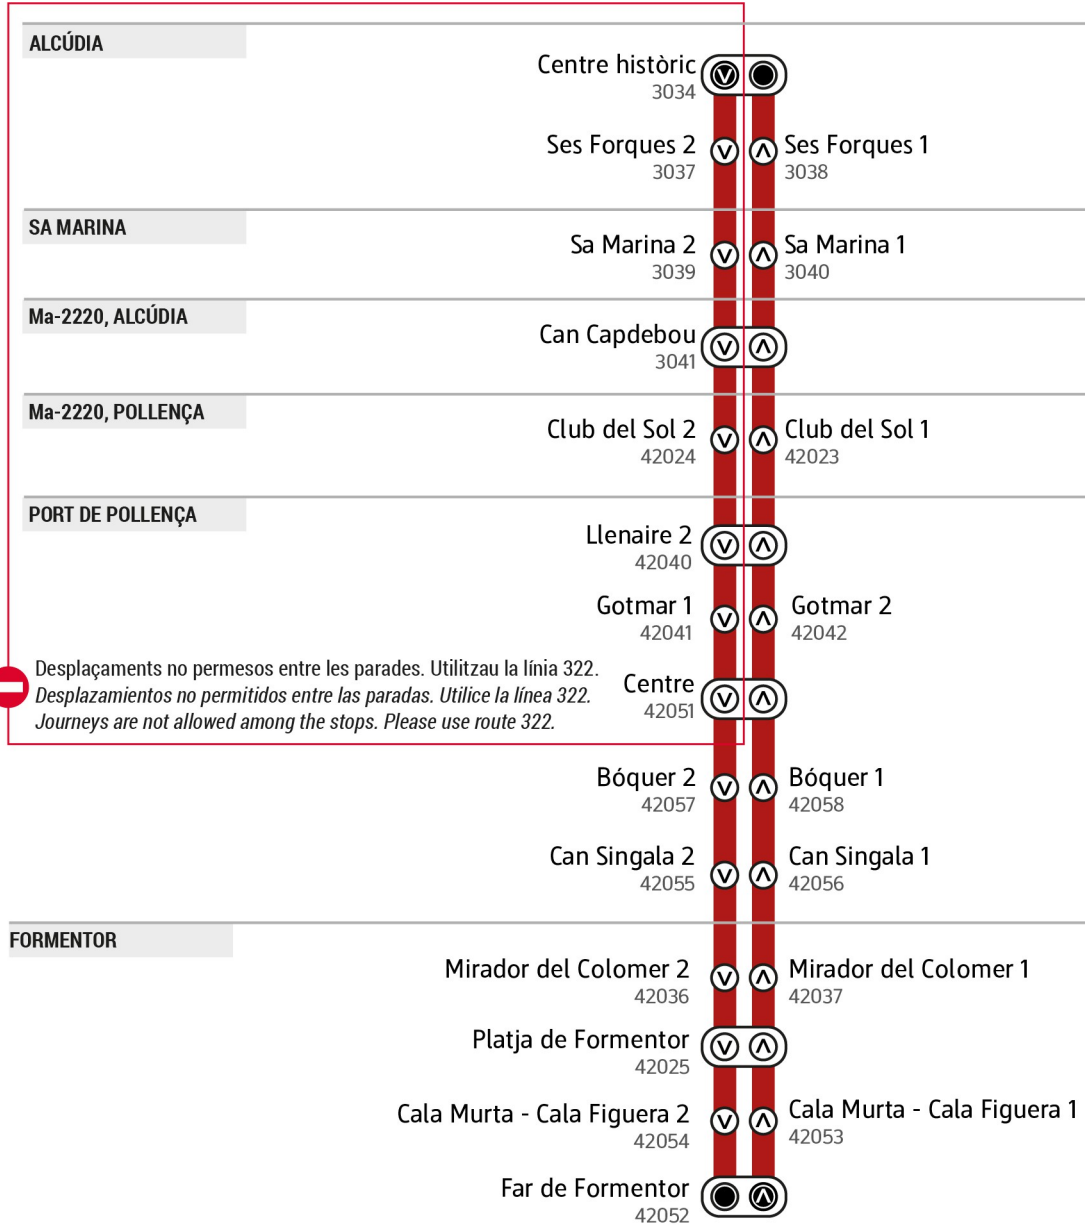 ALCÚDIA
Centre històric
3034
Ses Forques 2
3037
Ses Forques 1
3038
SA MARINA
Sa Marina 2
3039
Sa Marina 1
3040
Ma-2220, ALCÚDIA
Can Capdebou
3041
Ma-2220, POLLENÇA
Club del Sol 2
42024
Club del Sol 1
42023
PORT DE POLLENÇA
Llenaire 2
42040
Gotmar 1
42041
Gotmar 2
42042
Desplaçaments no permesos entre les parades. Utilitzau la línia 322.
Desplazamientos no permitidos entre las paradas. Utilice la línea 322.
Journeys are not allowed among the stops. Please use route 322.
Centre
42051
Bóquer 2
42057
Bóquer 1
42058
Can Singala 2
42055
Can Singala 1
42056
FORMENTOR
Mirador del Colomer 2
42036
Mirador del Colomer 1
42037
Platja de Formentor
42025
Cala Murta - Cala Figuera 2
42054
Cala Murta - Cala Figuera 1
42053
Far de Formentor
42052